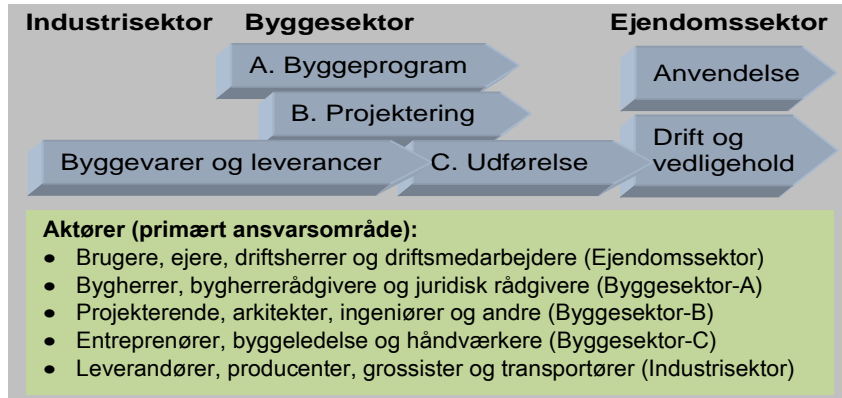 Industrisektor Byggesektor Ejendomssektor
A. Byggeprogram
Anvendelse
B. Projektering
Byggevarer og leverancer
C. Udførelse
Drift og
vedligehold
Aktører (primært ansvarsområde):
• Brugere, ejere, driftsherrer og driftsmedarbejdere (Ejendomssektor)
• Bygherrer, bygherrerådgivere og juridisk rådgivere (Byggesektor-A)
• Projekterende, arkitekter, ingeniører og andre (Byggesektor-B)
• Entreprenører, byggeledelse og håndværkere (Byggesektor-C)
• Leverandører, producenter, grossister og transportører (Industrisektor)